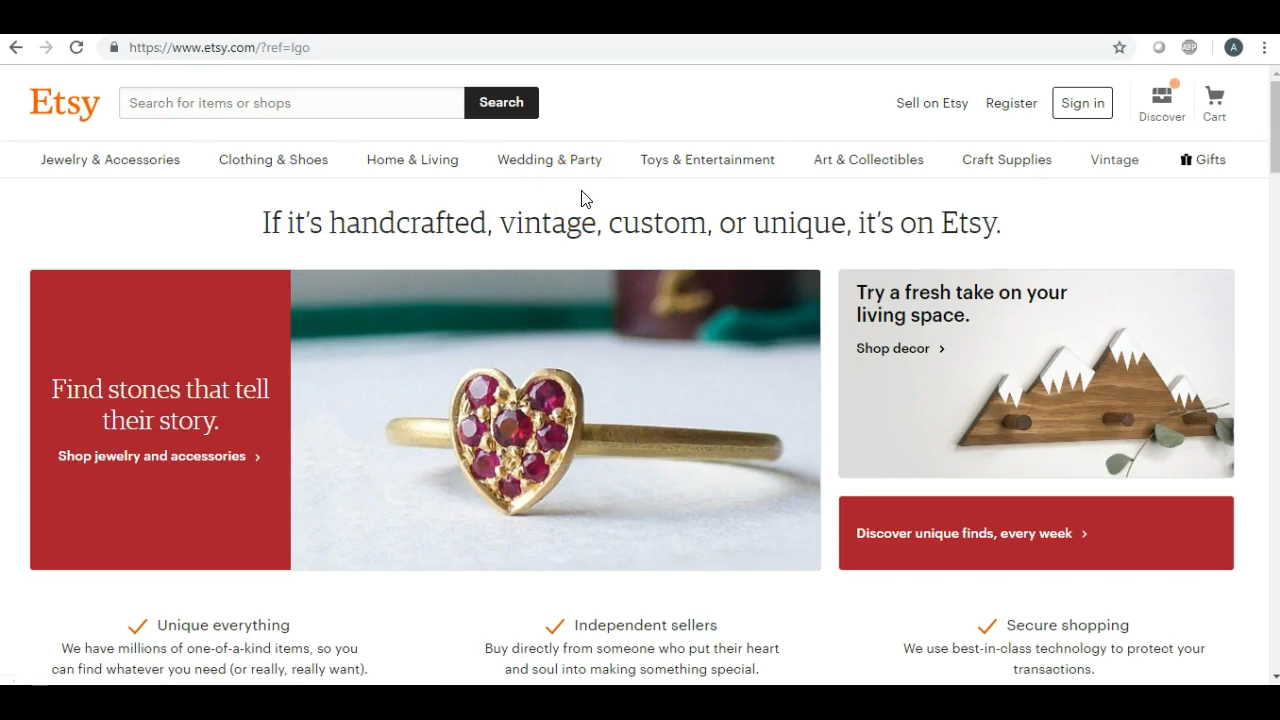 https://www.etsy.com/?ref=lgo
ABP
A
Etsy
Search for items or shops
Search
Sell on Etsy
Register
Sign in
Discover
Cart
Jewelry & Accessories
Clothing & Shoes
Home & Living
Wedding & Party
Toys & Entertainment
Art & Collectibles
Craft Supplies
Vintage
Gifts
If it's handcrafted, vintage, custom, or unique, it's on Etsy.
Find stones that tell
their story.
Shop jewelry and accessories >
Try a fresh take on your
living space.
Shop decor >
Discover unique finds, every week >
Unique everything
We have millions of one-of-a-kind items, so you
can find whatever you need (or really, really want).
Independent sellers
Buy directly from someone who put their heart
and soul into making something special.
Secure shopping
We use best-in-class technology to protect your
transactions.